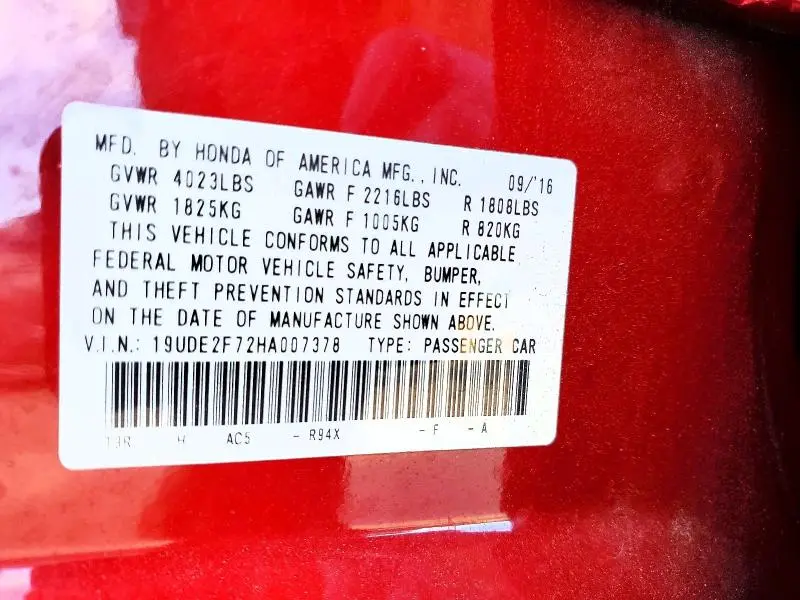 MFD. BY HONDA OF AMERICA MFG., INC. 09/'16
GVWR 4023LBS GAWR F 2216LBS R 1808LBS
GVWR 1825KG GAWR F 1005KG R 820KG
THIS VEHICLE CONFORMS TO ALL APPLICABLE
FEDERAL MOTOR VEHICLE SAFETY, BUMPER,
AND THEFT PREVENTION STANDARDS IN EFFECT
ON THE DATE OF MANUFACTURE SHOWN ABOVE.
V.I.N.: 19UDE2F72HA007378 TYPE: PASSENGER CAR
H AC5 - R94X - F - A